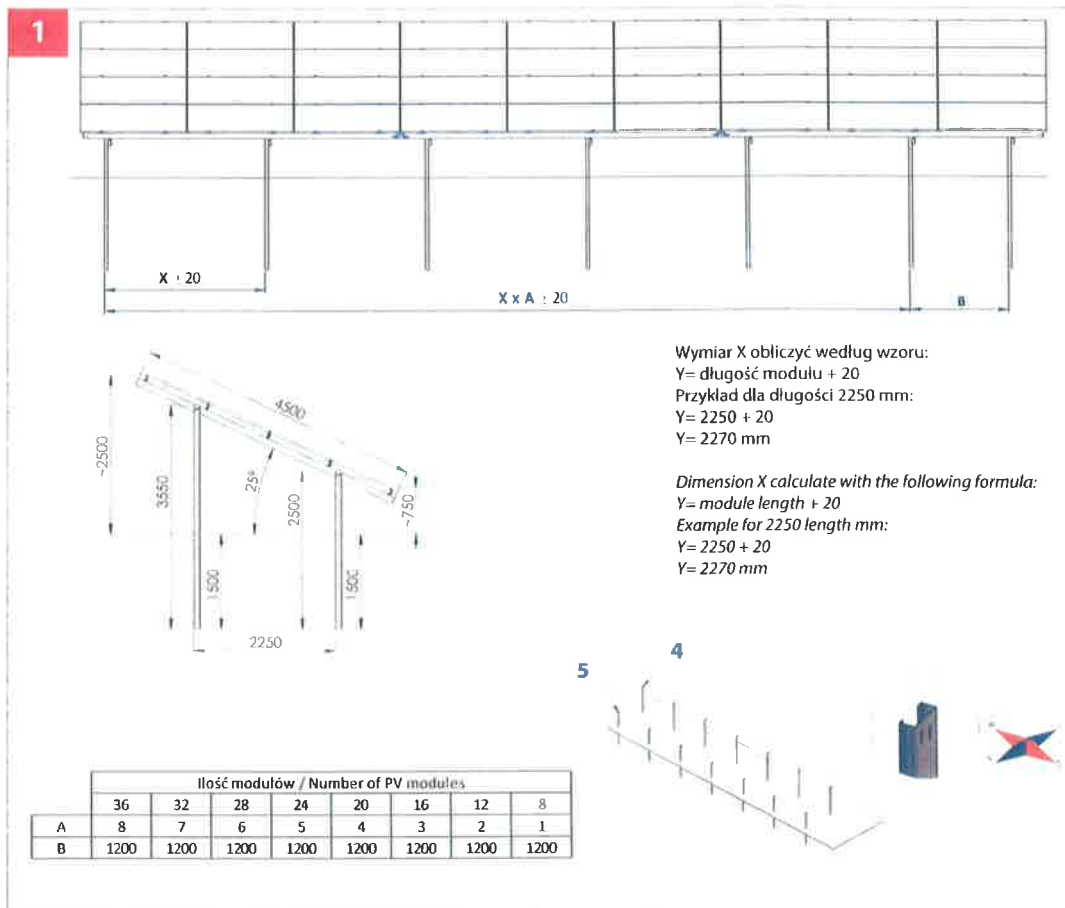 1
X ± 20
X x A ± 20
B
4500
~2500
3550
25°
2500
~750
1500
1500
2250
Wymiar X obliczyć według wzoru:
Y= długość modułu + 20
Przykład dla długości 2250 mm:
Y= 2250 + 20
Y= 2270 mm
Dimension X calculate with the following formula:
Y= module length + 20
Example for 2250 length mm:
Y= 2250 + 20
Y= 2270 mm
5
4
Ilość modułów / Number of PV modules
36 32 28 24 20 16 12 8
A 8 7 6 5 4 3 2 1
B 1200 1200 1200 1200 1200 1200 1200 1200